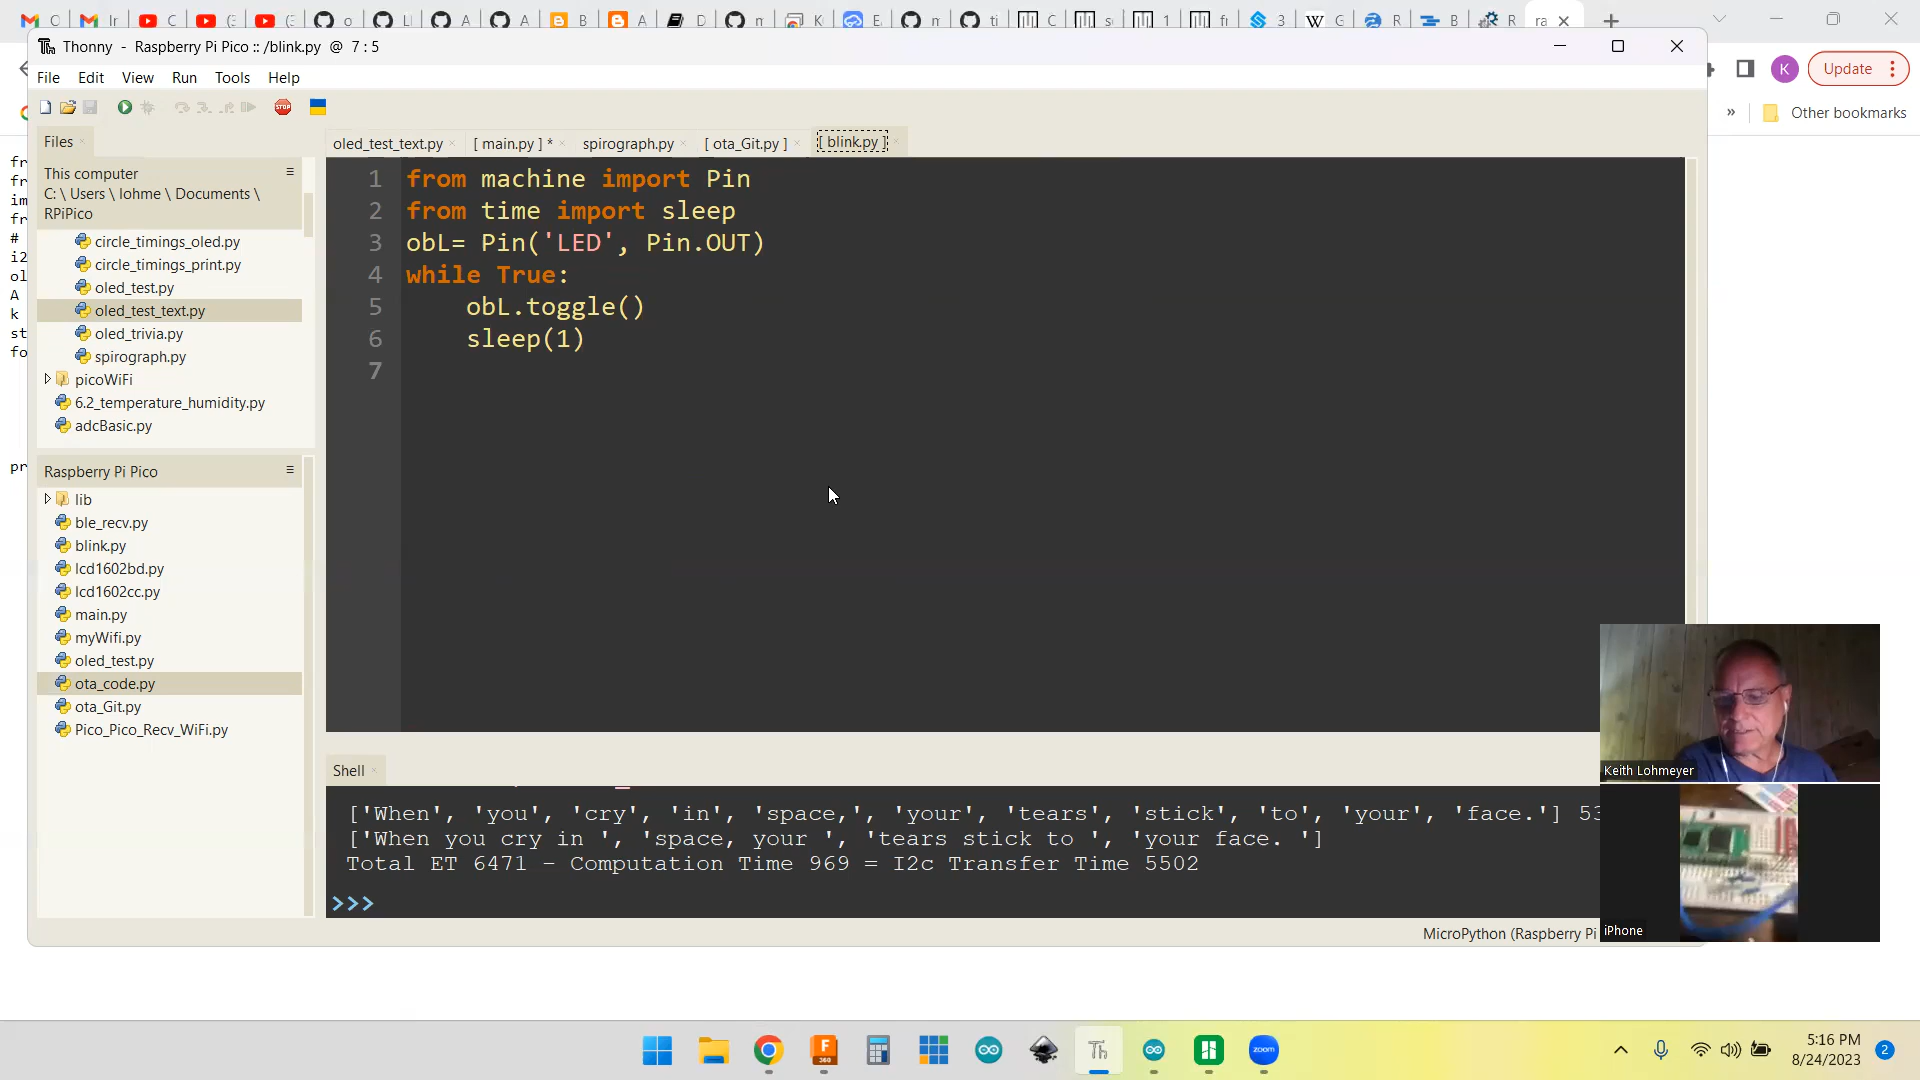 Thonny - Raspberry Pi Pico :: /blink.py @ 7 : 5
File Edit View Run Tools Help
Update
Other bookmarks
STOP
Files
oled_test_text.py
[ main.py ] *
spirograph.py
[ ota_Git.py ]
[ blink.py ]
This computer
C: \ Users \ lohme \ Documents \
RPiPico
circle_timings_oled.py
circle_timings_print.py
oled_test.py
oled_test_text.py
oled_trivia.py
spirograph.py
picoWiFi
6.2_temperature_humidity.py
adcBasic.py
Raspberry Pi Pico
lib
ble_recv.py
blink.py
lcd1602bd.py
lcd1602cc.py
main.py
myWifi.py
oled_test.py
ota_code.py
ota_Git.py
Pico_Pico_Recv_WiFi.py
1 from machine import Pin
2 from time import sleep
3 obL= Pin('LED', Pin.OUT)
4 while True:
5 obL.toggle()
6 sleep(1)
7
Shell
['When', 'you', 'cry', 'in', 'space,', 'your', 'tears', 'stick', 'to', 'your', 'face.'] 53
['When you cry in ', 'space, your ', 'tears stick to ', 'your face. ']
Total ET 6471 - Computation Time 969 = I2c Transfer Time 5502
>>>
MicroPython (Raspberry Pi
Keith Lohmeyer
iPhone
5:16 PM
8/24/2023
2